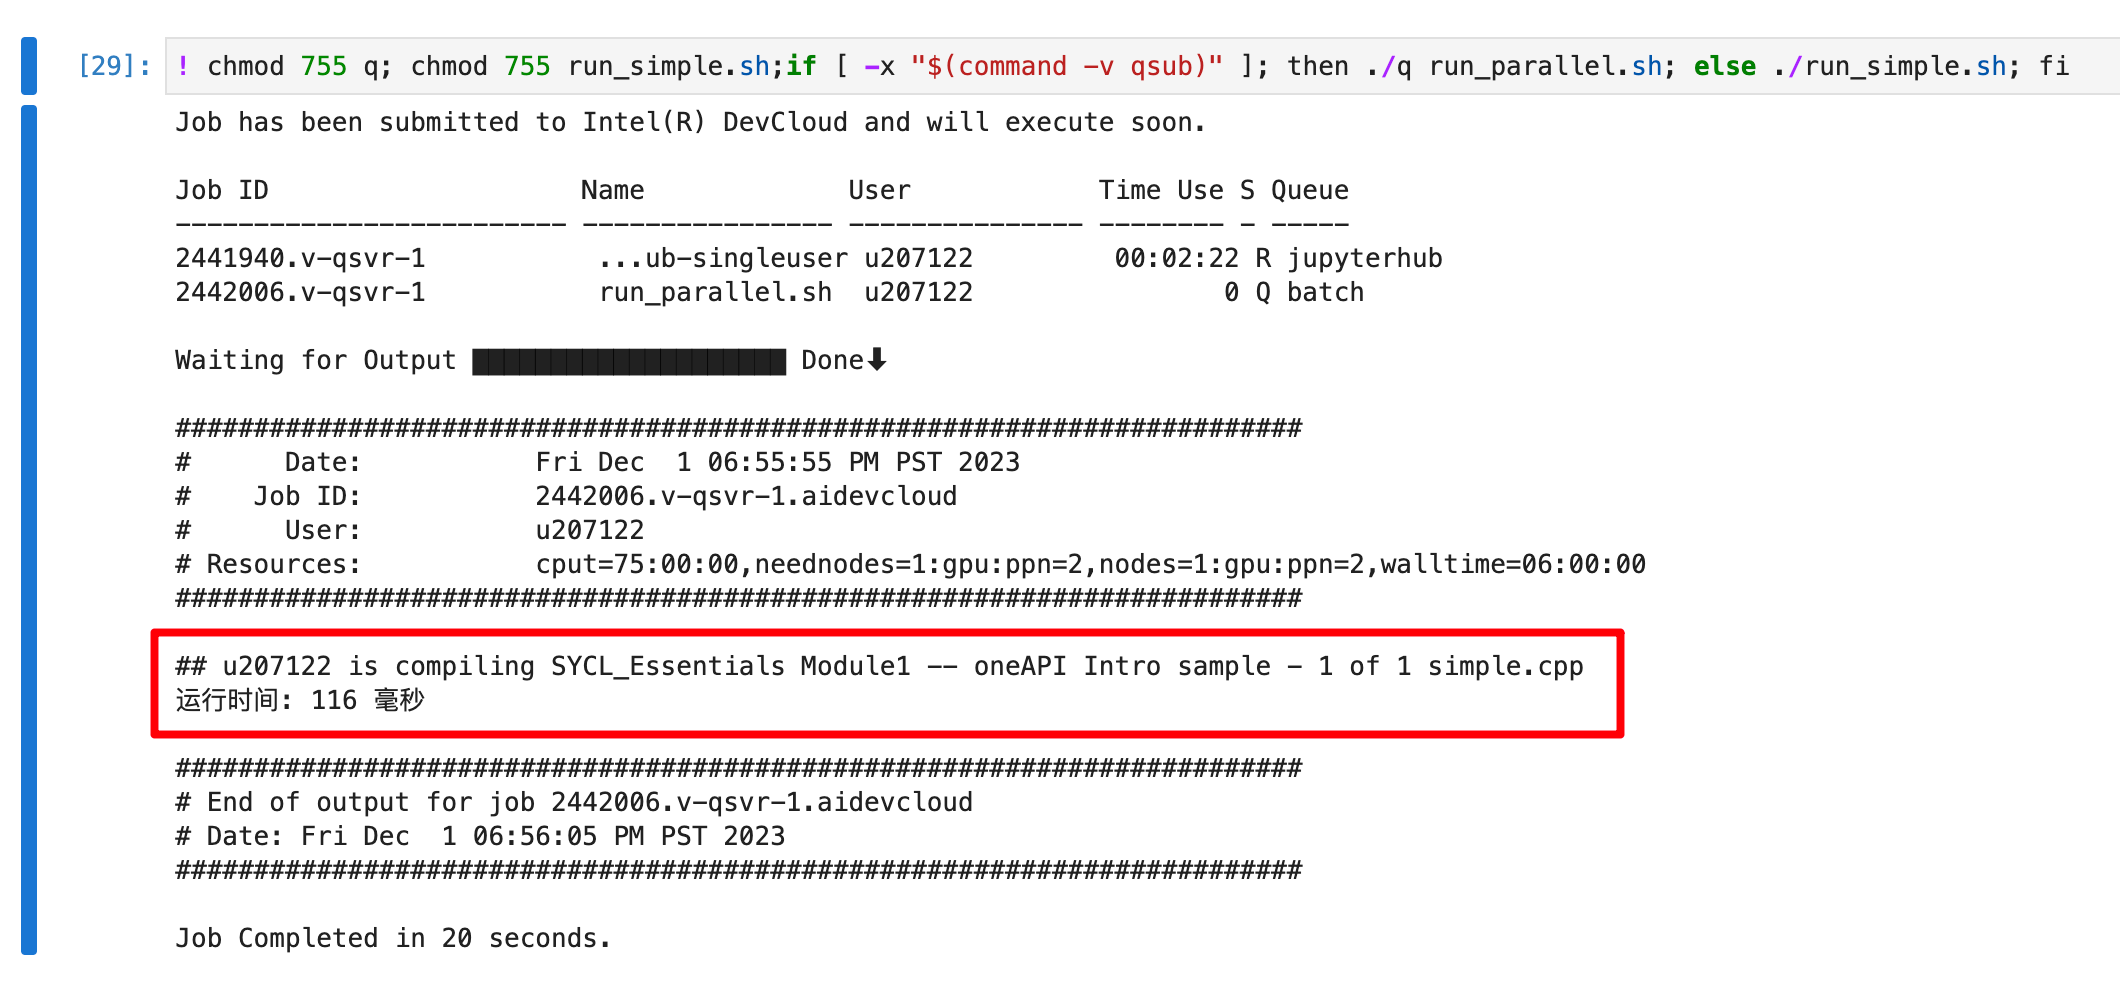 [29]: ! chmod 755 q; chmod 755 run_simple.sh;if [ -x "$(command -v qsub)" ]; then ./q run_parallel.sh; else ./run_simple.sh; fi
Job has been submitted to Intel(R) DevCloud and will execute soon.
Job ID                    Name             User            Time Use S Queue
------------------------- ---------------- --------------- -------- - -----
2441940.v-qsvr-1           ...ub-singleuser u207122         00:02:22 R jupyterhub
2442006.v-qsvr-1           run_parallel.sh  u207122                0 Q batch
Waiting for Output ████████████████████ Done⬇
########################################################################
#      Date:           Fri Dec  1 06:55:55 PM PST 2023
#    Job ID:           2442006.v-qsvr-1.aidevcloud
#      User:           u207122
# Resources:           cput=75:00:00,neednodes=1:gpu:ppn=2,nodes=1:gpu:ppn=2,walltime=06:00:00
########################################################################
## u207122 is compiling SYCL_Essentials Module1 -- oneAPI Intro sample - 1 of 1 simple.cpp
运行时间: 116 毫秒
########################################################################
# End of output for job 2442006.v-qsvr-1.aidevcloud
# Date: Fri Dec  1 06:56:05 PM PST 2023
########################################################################
Job Completed in 20 seconds.